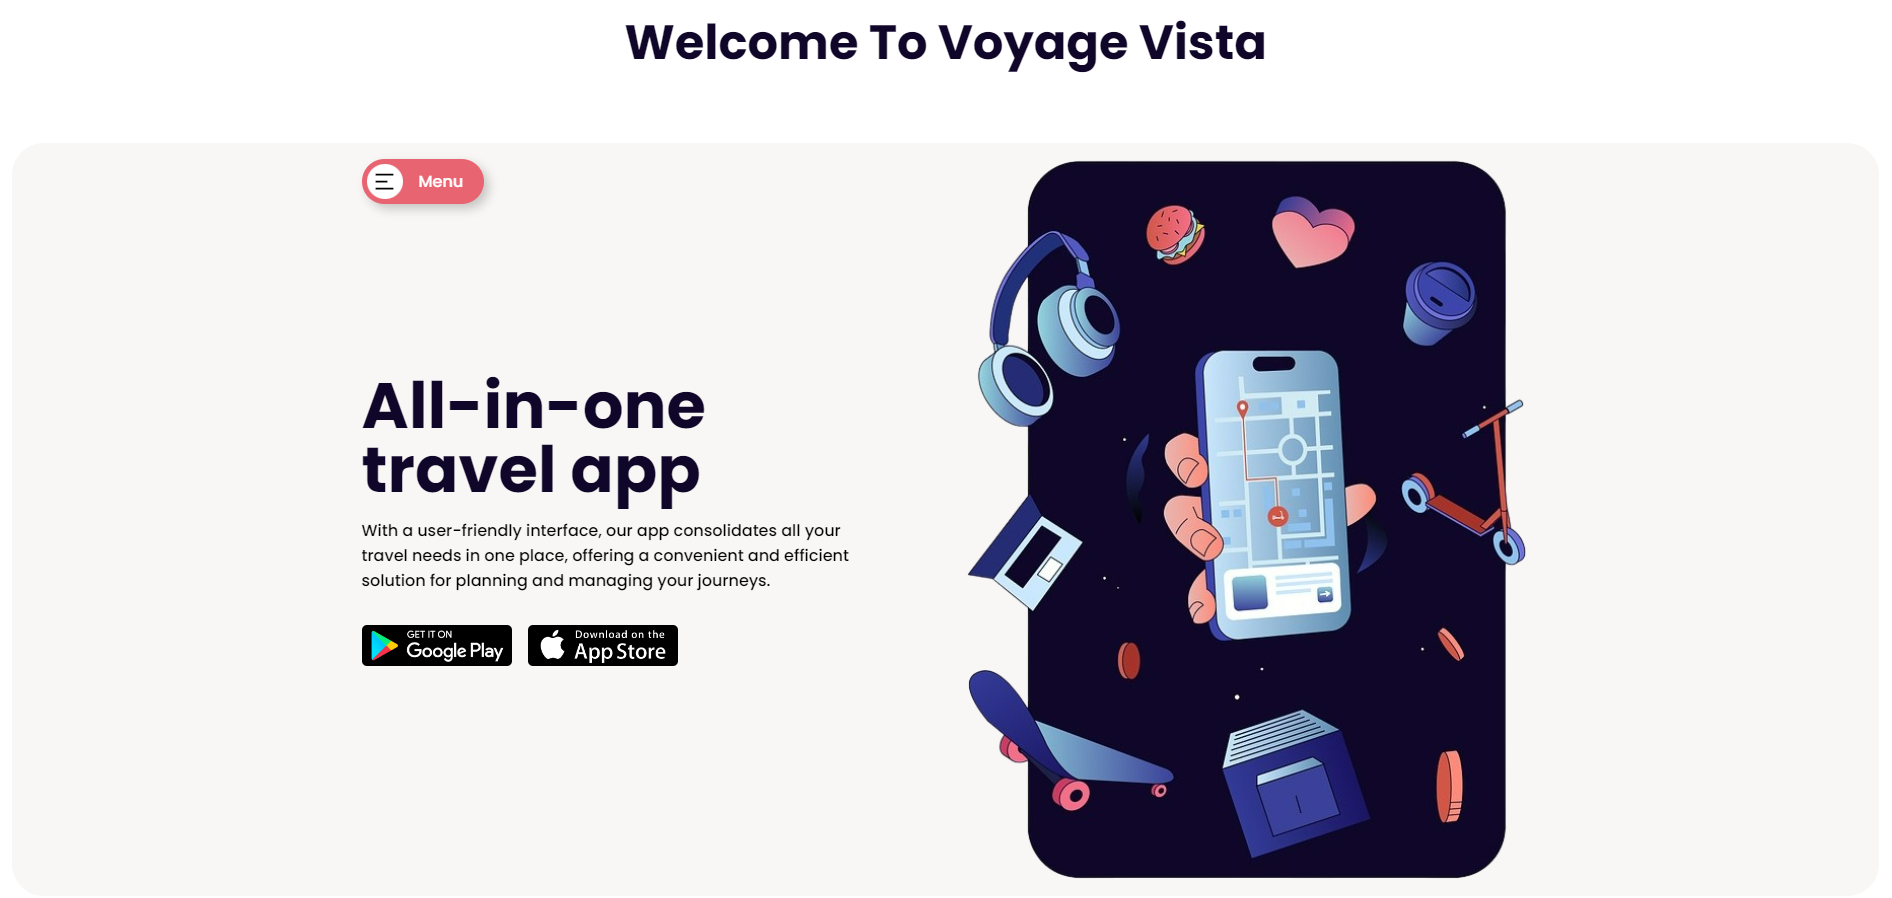 Welcome To Voyage Vista
Menu
All-in-one
travel app
With a user-friendly interface, our app consolidates all your
travel needs in one place, offering a convenient and efficient
solution for planning and managing your journeys.
GET IT ON
Google Play
Download on the
App Store